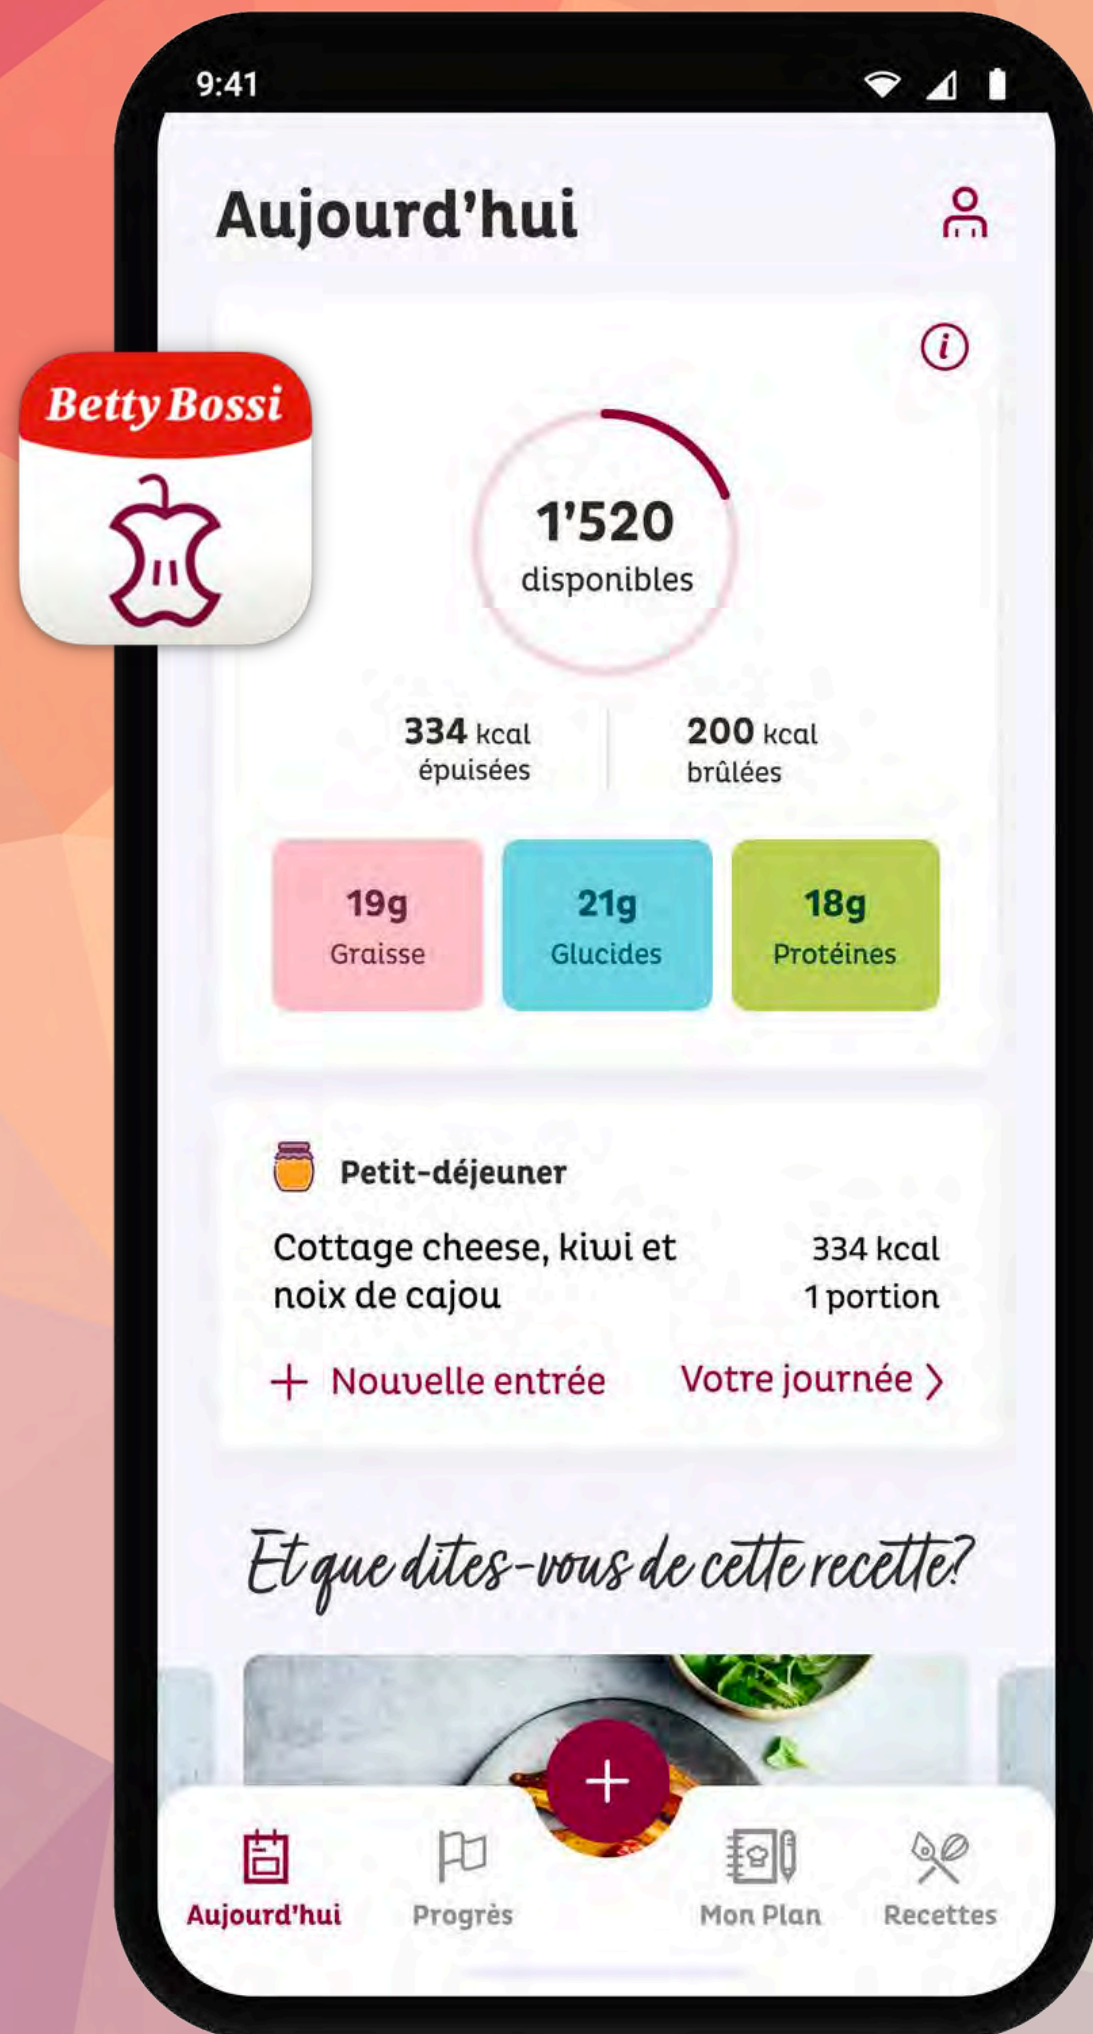 9:41
Aujourd'hui
i
Betty Bossi
1'520
disponibles
334 kcal
épuisées
200 kcal
brûlées
19g
Graisse
21g
Glucides
18g
Protéines
Petit-déjeuner
Cottage cheese, kiwi et
noix de cajou
334 kcal
1 portion
+ Nouvelle entrée
Votre journée >
Et que dites-vous de cette recette?
+
Aujourd'hui
Progrès
Mon Plan
Recettes